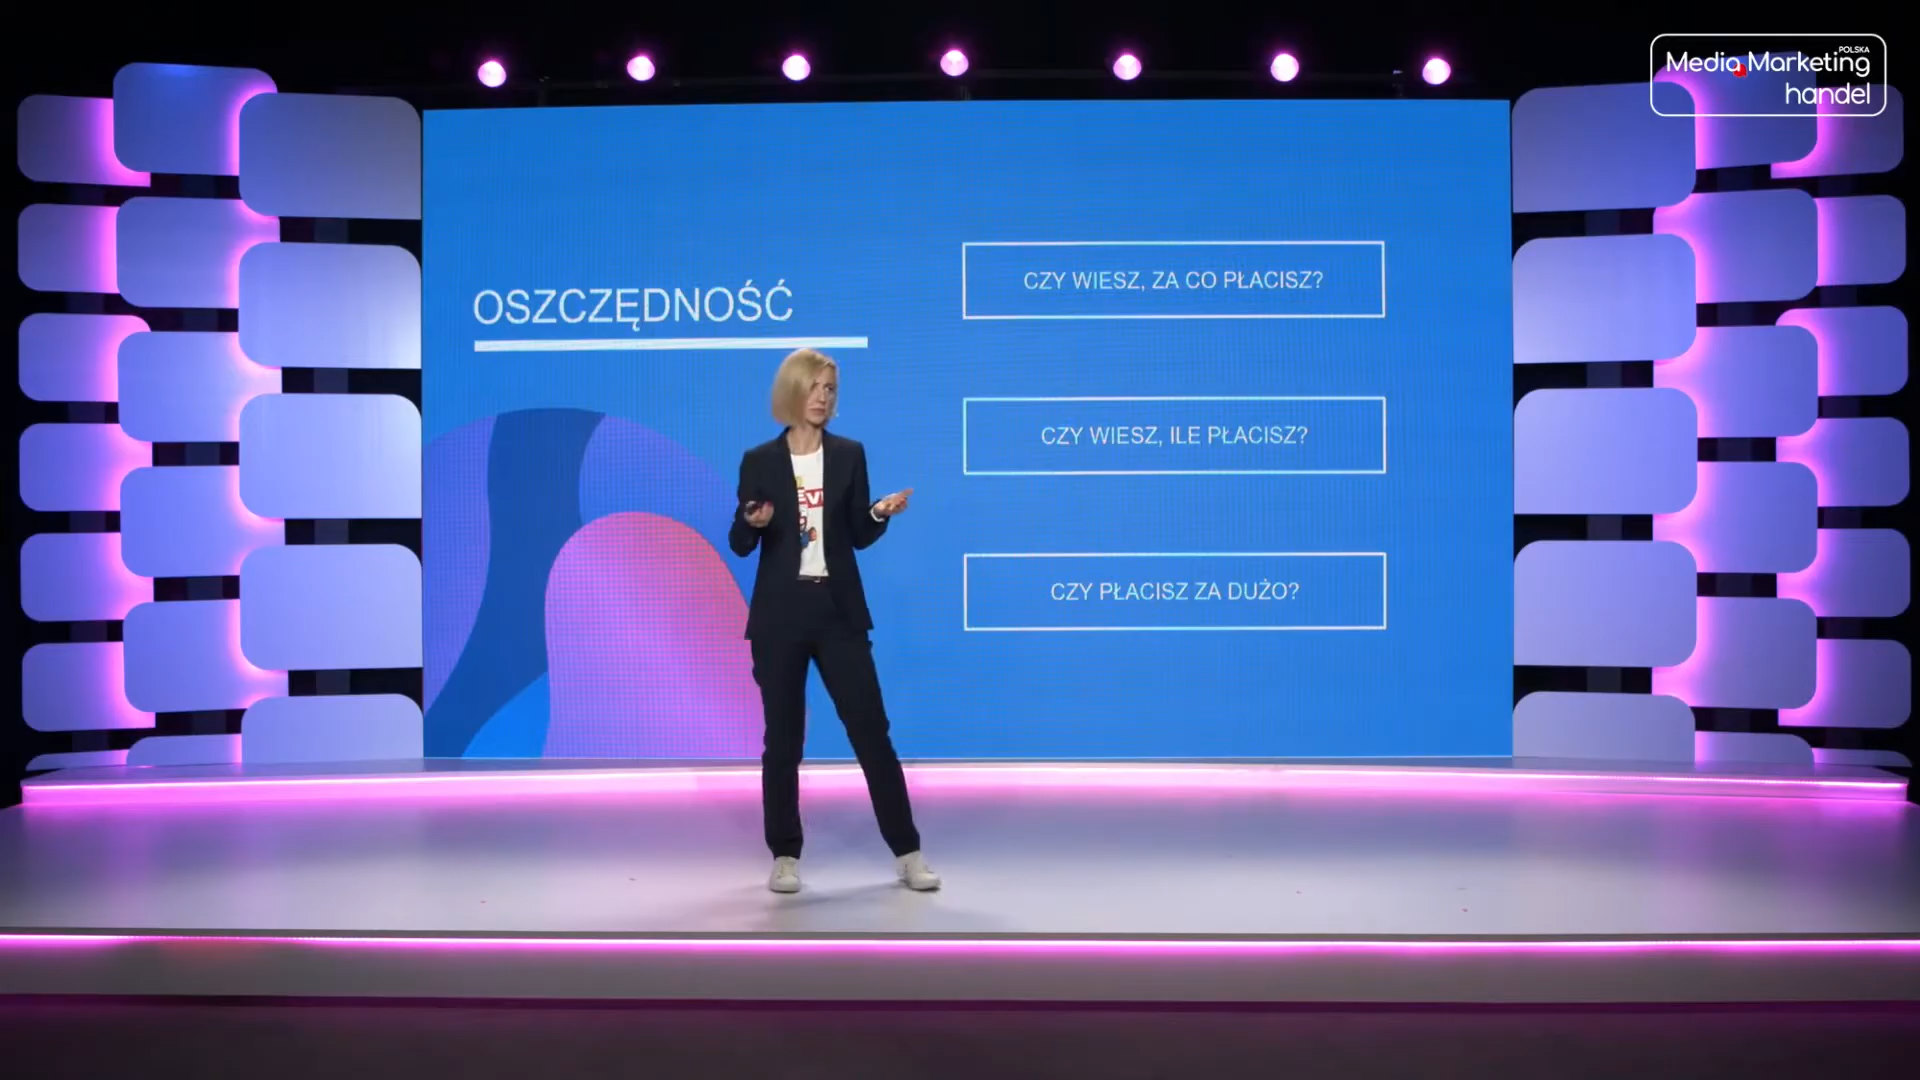 POLSKA
Media Marketing
handel
OSZCZĘDNOŚĆ
CZY WIESZ, ZA CO PŁACISZ?
CZY WIESZ, ILE PŁACISZ?
CZY PŁACISZ ZA DUŻO?